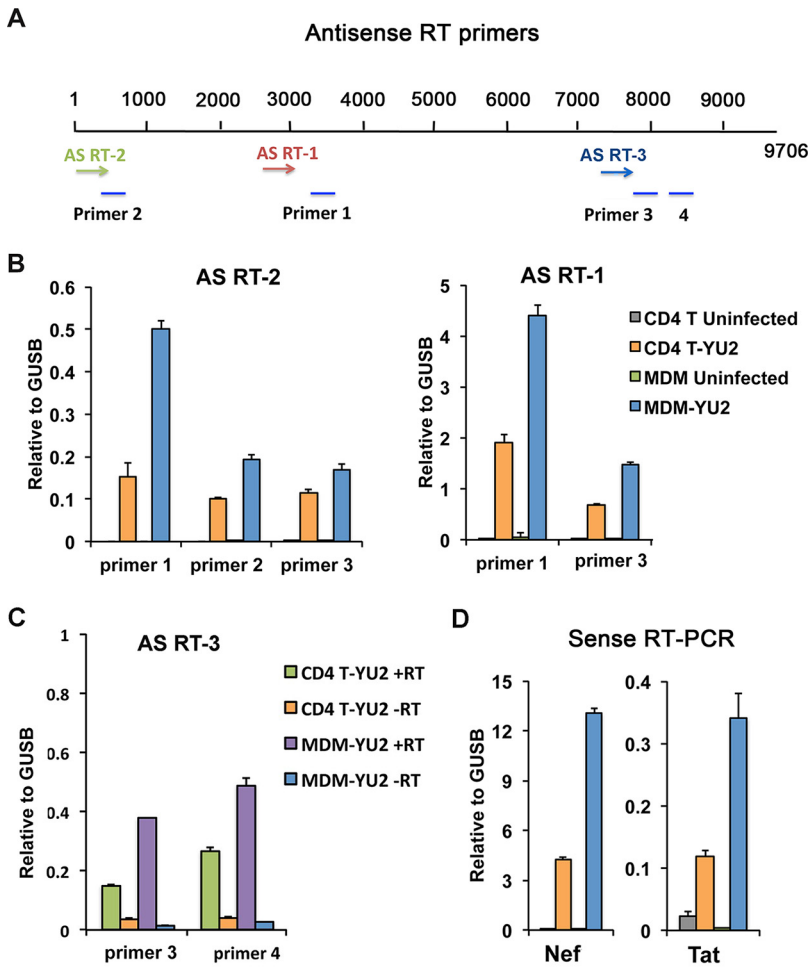 A
Antisense RT primers
1 1000 2000 3000 4000 5000 6000 7000 8000 9000
9706
AS RT-2 AS RT-1 AS RT-3
Primer 2 Primer 1 Primer 3 4
B
AS RT-2
Relative to GUSB
0.6
0.5
0.4
0.3
0.2
0.1
0
primer 1 primer 2 primer 3
AS RT-1
Relative to GUSB
5
4
3
2
1
0
primer 1 primer 3
CD4 T Uninfected
CD4 T-YU2
MDM Uninfected
MDM-YU2
C
AS RT-3
Relative to GUSB
1
0.8
0.6
0.4
0.2
0
primer 3 primer 4
CD4 T-YU2 +RT
CD4 T-YU2 -RT
MDM-YU2 +RT
MDM-YU2 -RT
D
Sense RT-PCR
Relative to GUSB
15
12
9
6
3
0
Nef
0.4
0.3
0.2
0.1
0
Tat